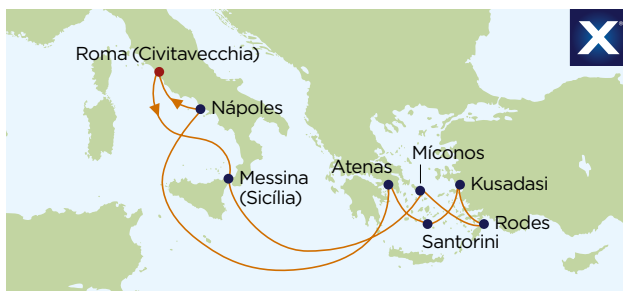 X
Roma (Civitavecchia)
Nápoles
Messina
(Sicília)
Atenas
Míconos
Kusadasi
Rodes
Santorini